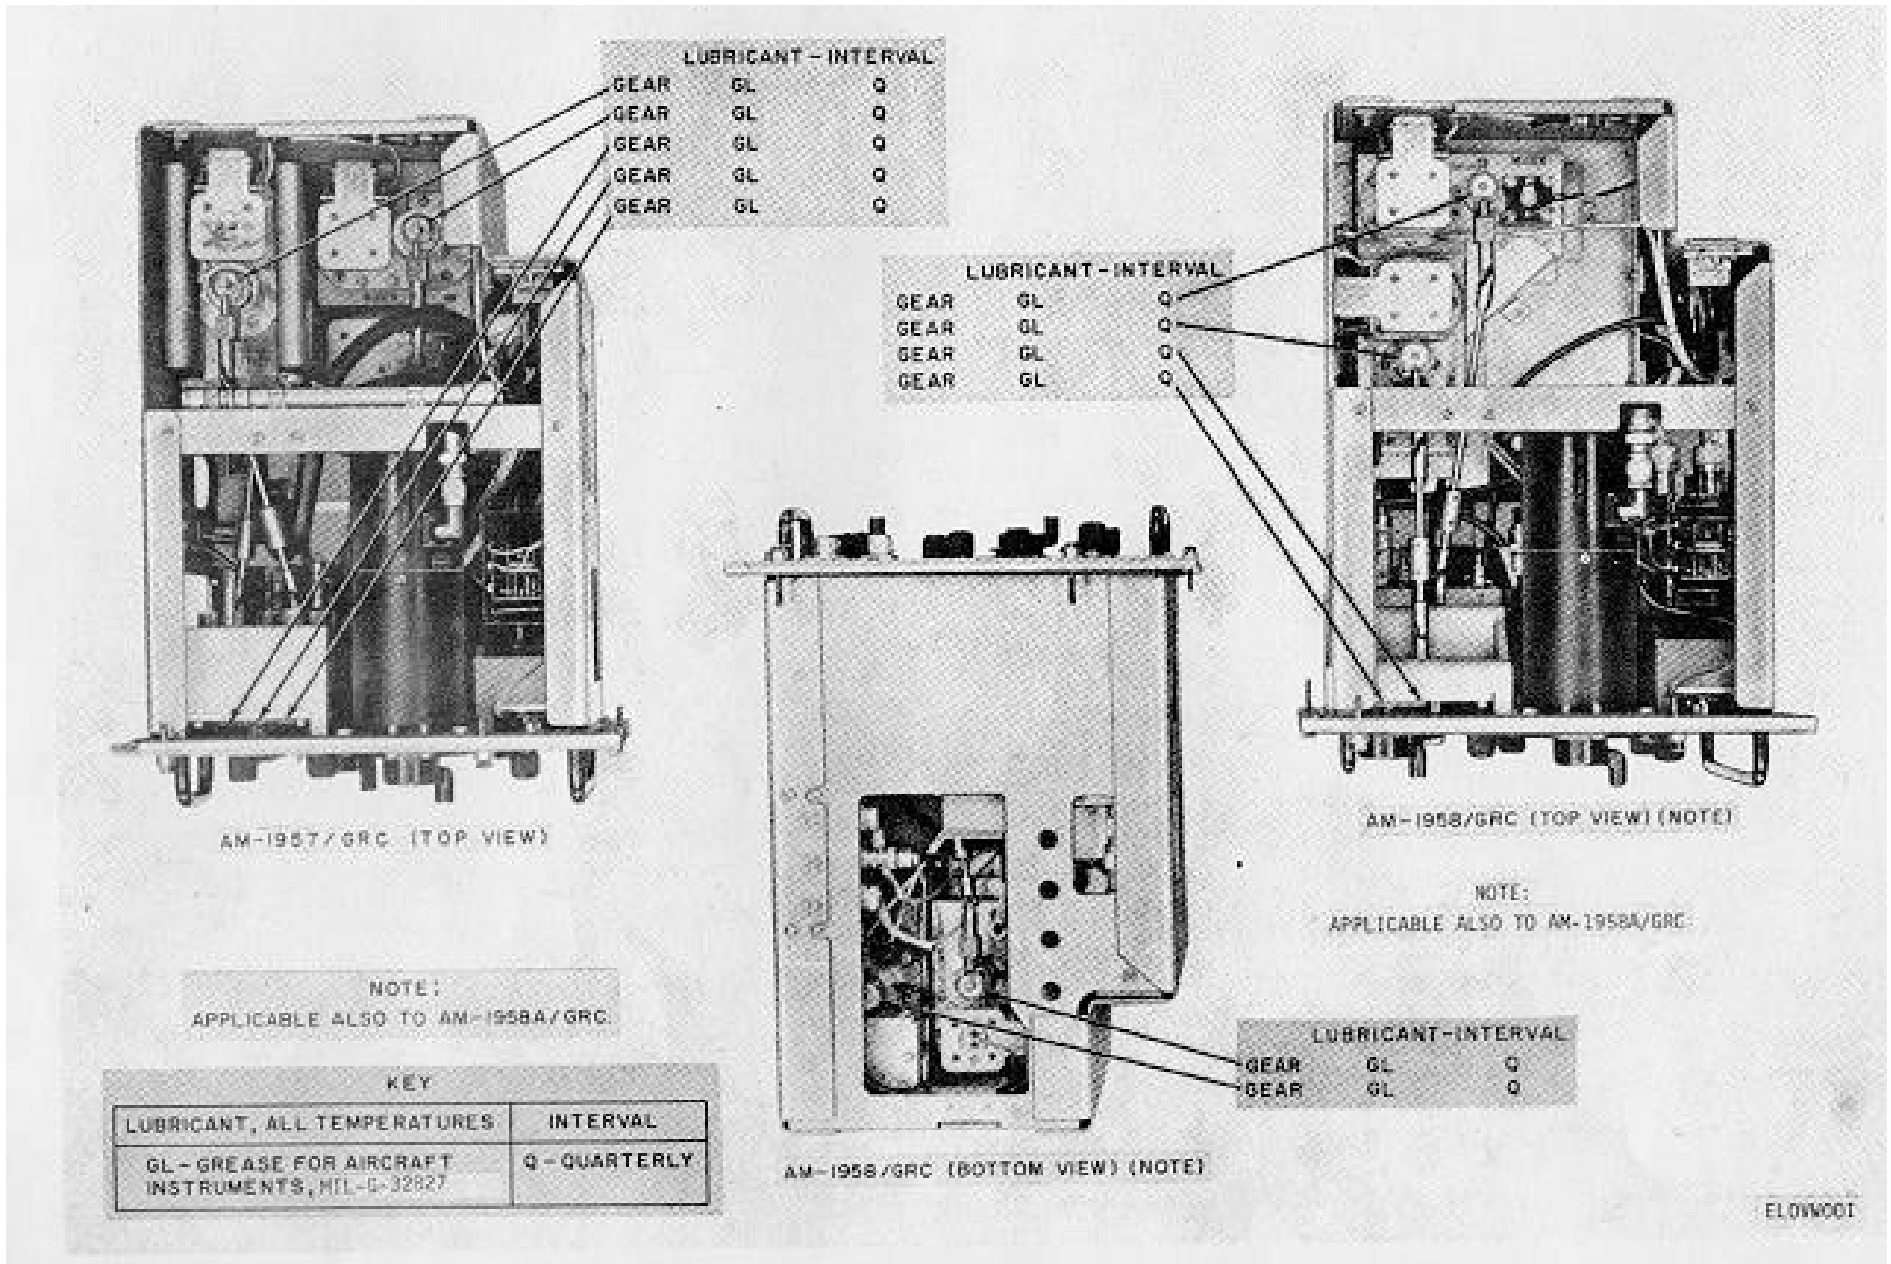 LUBRICANT - INTERVAL
GEAR GL Q
GEAR GL Q
GEAR GL Q
GEAR GL Q
GEAR GL Q
LUBRICANT - INTERVAL
GEAR GL Q
GEAR GL Q
GEAR GL Q
GEAR GL Q
AM-1957/GRC (TOP VIEW)
AM-1958/GRC (TOP VIEW) (NOTE)
NOTE:
APPLICABLE ALSO TO AM-1958A/GRC.
NOTE:
APPLICABLE ALSO TO AM-1958A/GRC.
LUBRICANT-INTERVAL
GEAR GL Q
GEAR GL Q
KEY
LUBRICANT, ALL TEMPERATURES INTERVAL
GL-GREASE FOR AIRCRAFT Q-QUARTERLY
INSTRUMENTS, MIL-G-32827
AM-1958/GRC (BOTTOM VIEW) (NOTE)
ELOVW001